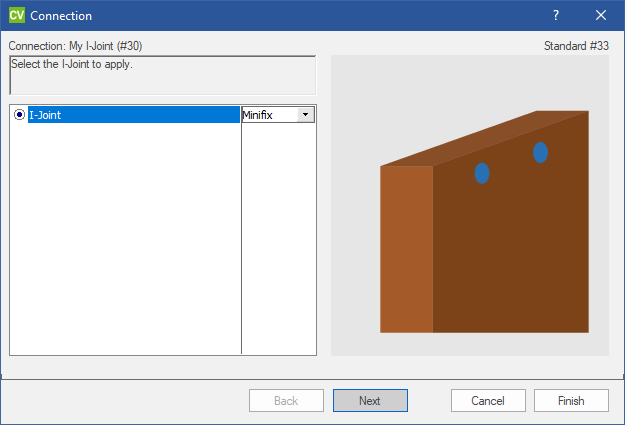 CV Connection ?
Connection: My I-Joint (#30) Standard #33
Select the I-Joint to apply.
I-Joint Minifix
Back Next Cancel Finish